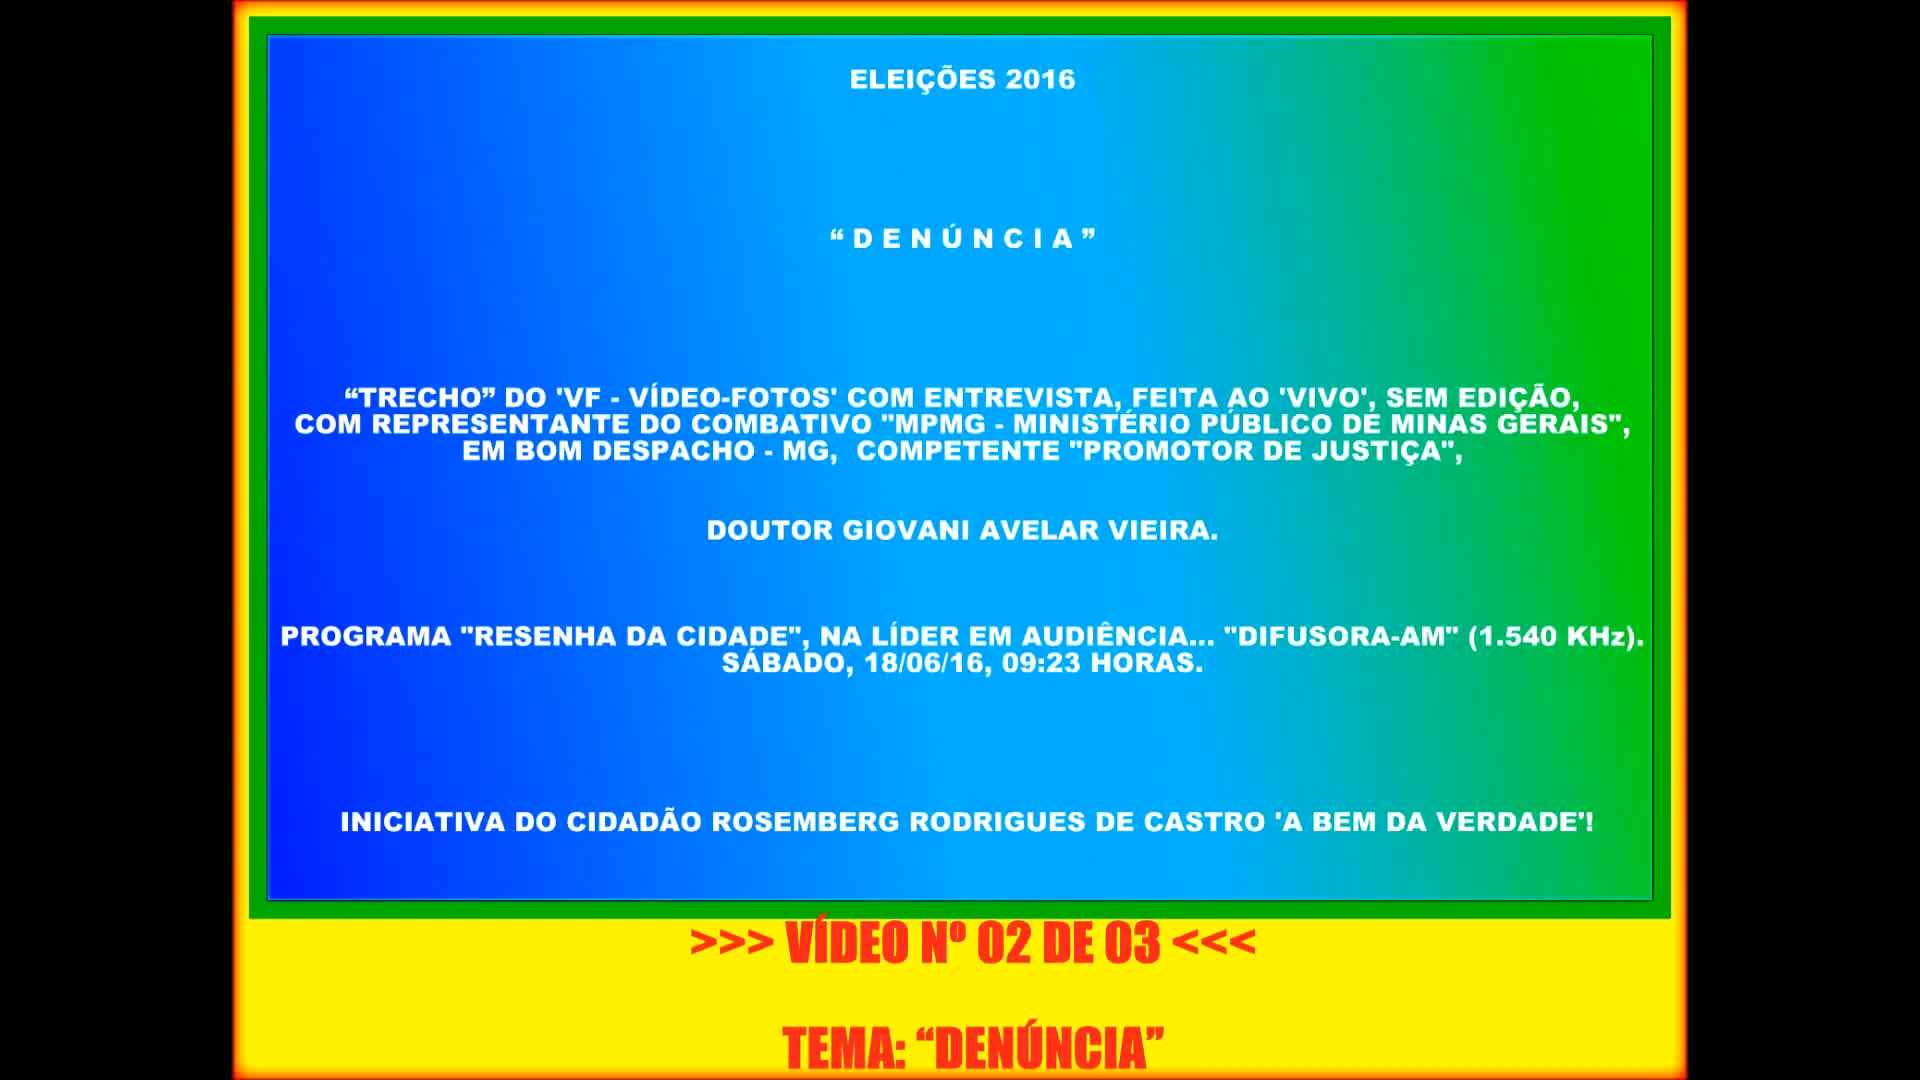 ELEIÇÕES 2016
“ D E N Ú N C I A ”
“TRECHO” DO 'VF - VÍDEO-FOTOS' COM ENTREVISTA, FEITA AO 'VIVO', SEM EDIÇÃO,
COM REPRESENTANTE DO COMBATIVO "MPMG - MINISTÉRIO PÚBLICO DE MINAS GERAIS",
EM BOM DESPACHO - MG, COMPETENTE "PROMOTOR DE JUSTIÇA",
DOUTOR GIOVANI AVELAR VIEIRA.
PROGRAMA "RESENHA DA CIDADE", NA LÍDER EM AUDIÊNCIA... "DIFUSORA-AM" (1.540 KHz).
SÁBADO, 18/06/16, 09:23 HORAS.
INICIATIVA DO CIDADÃO ROSEMBERG RODRIGUES DE CASTRO 'A BEM DA VERDADE'!
>>> VÍDEO Nº 02 DE 03 <<<
TEMA: “DENÚNCIA”